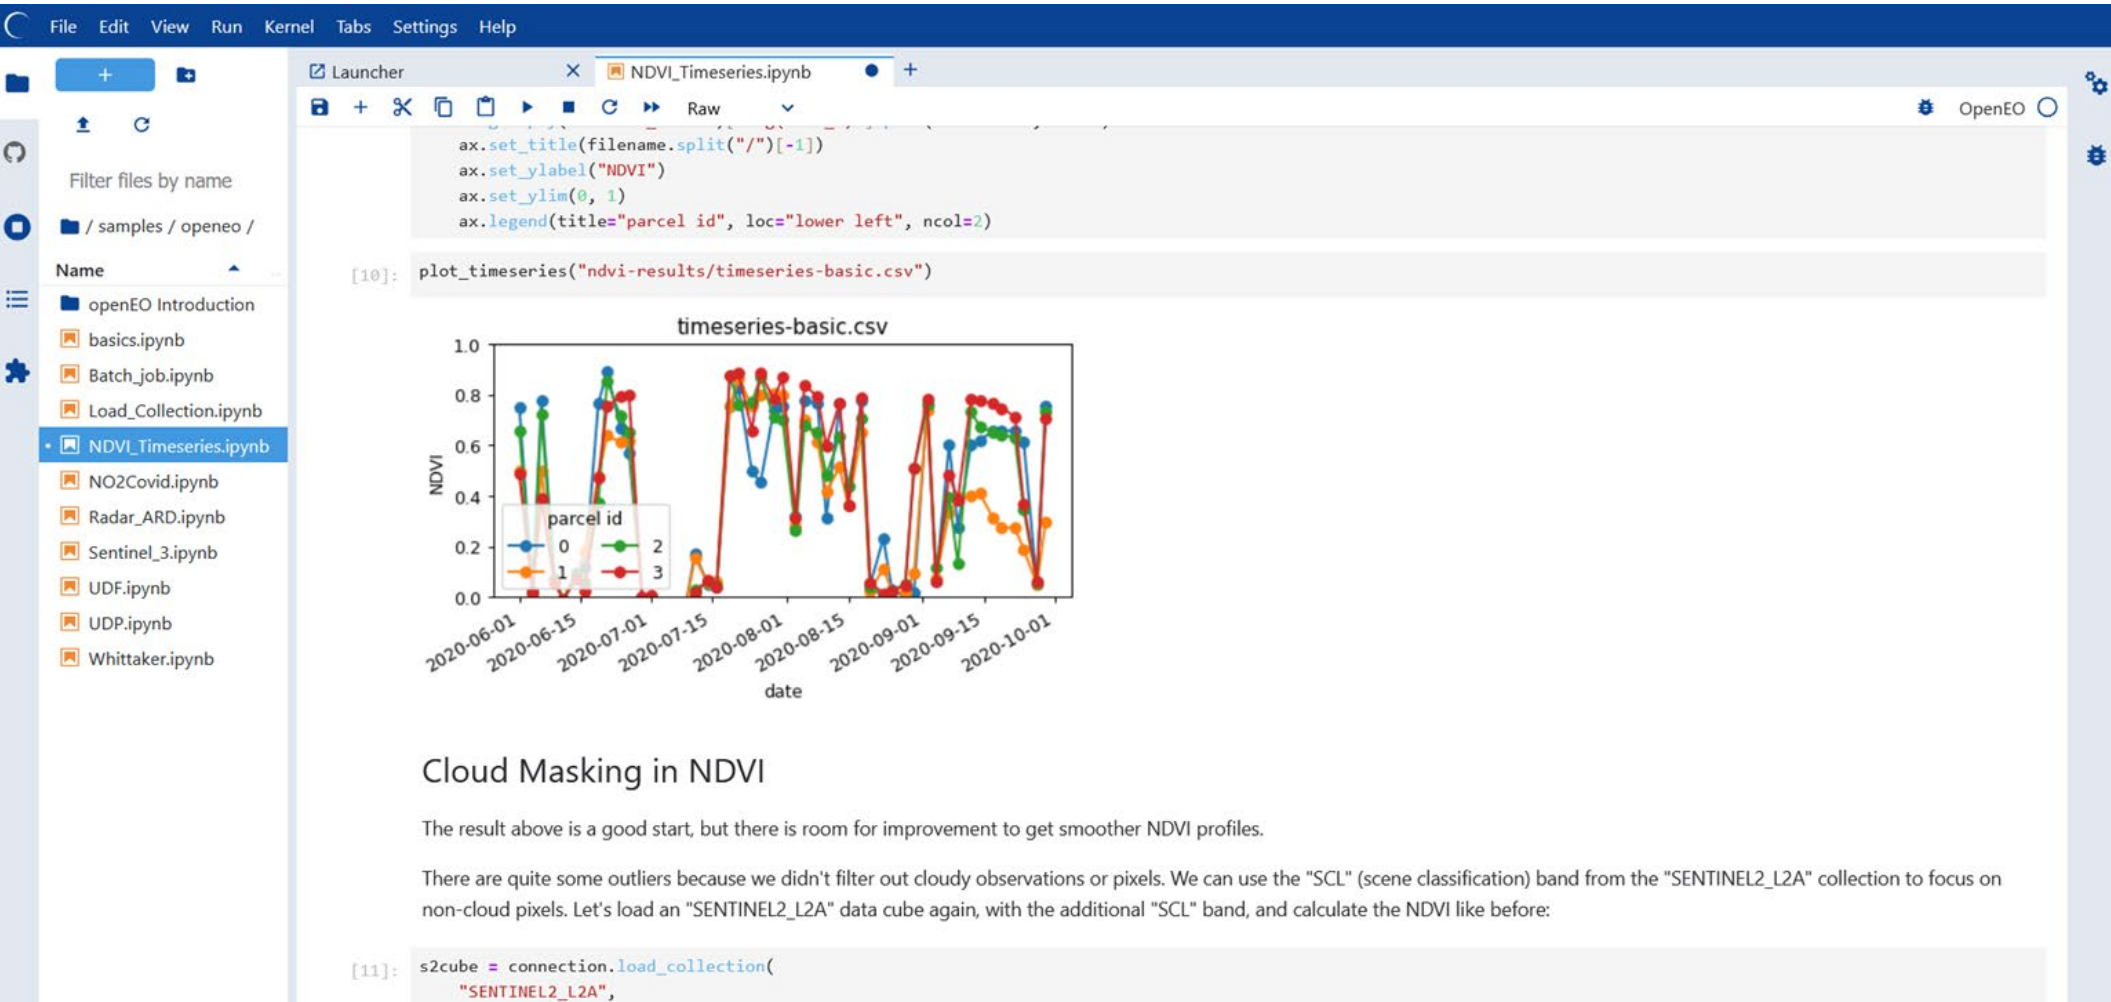 File Edit View Run Kernel Tabs Settings Help
Launcher
NDVI_Timeseries.ipynb
Raw
OpenEO
Filter files by name
/ samples / openeo /
Name
openEO Introduction
basics.ipynb
Batch_job.ipynb
Load_Collection.ipynb
NDVI_Timeseries.ipynb
NO2Covid.ipynb
Radar_ARD.ipynb
Sentinel_3.ipynb
UDF.ipynb
UDP.ipynb
Whittaker.ipynb
ax.set_title(filename.split("/")[-1])
ax.set_ylabel("NDVI")
ax.set_ylim(0, 1)
ax.legend(title="parcel id", loc="lower left", ncol=2)
[10]: plot_timeseries("ndvi-results/timeseries-basic.csv")
timeseries-basic.csv
1.0
0.8
0.6
0.4
0.2
0.0
NDVI
parcel id
0 2
1 3
2020-06-01 2020-06-15 2020-07-01 2020-07-15 2020-08-01 2020-08-15 2020-09-01 2020-09-15 2020-10-01
date
Cloud Masking in NDVI
The result above is a good start, but there is room for improvement to get smoother NDVI profiles.
There are quite some outliers because we didn't filter out cloudy observations or pixels. We can use the "SCL" (scene classification) band from the "SENTINEL2_L2A" collection to focus on
non-cloud pixels. Let's load an "SENTINEL2_L2A" data cube again, with the additional "SCL" band, and calculate the NDVI like before:
[11]: s2cube = connection.load_collection(
"SENTINEL2_L2A",